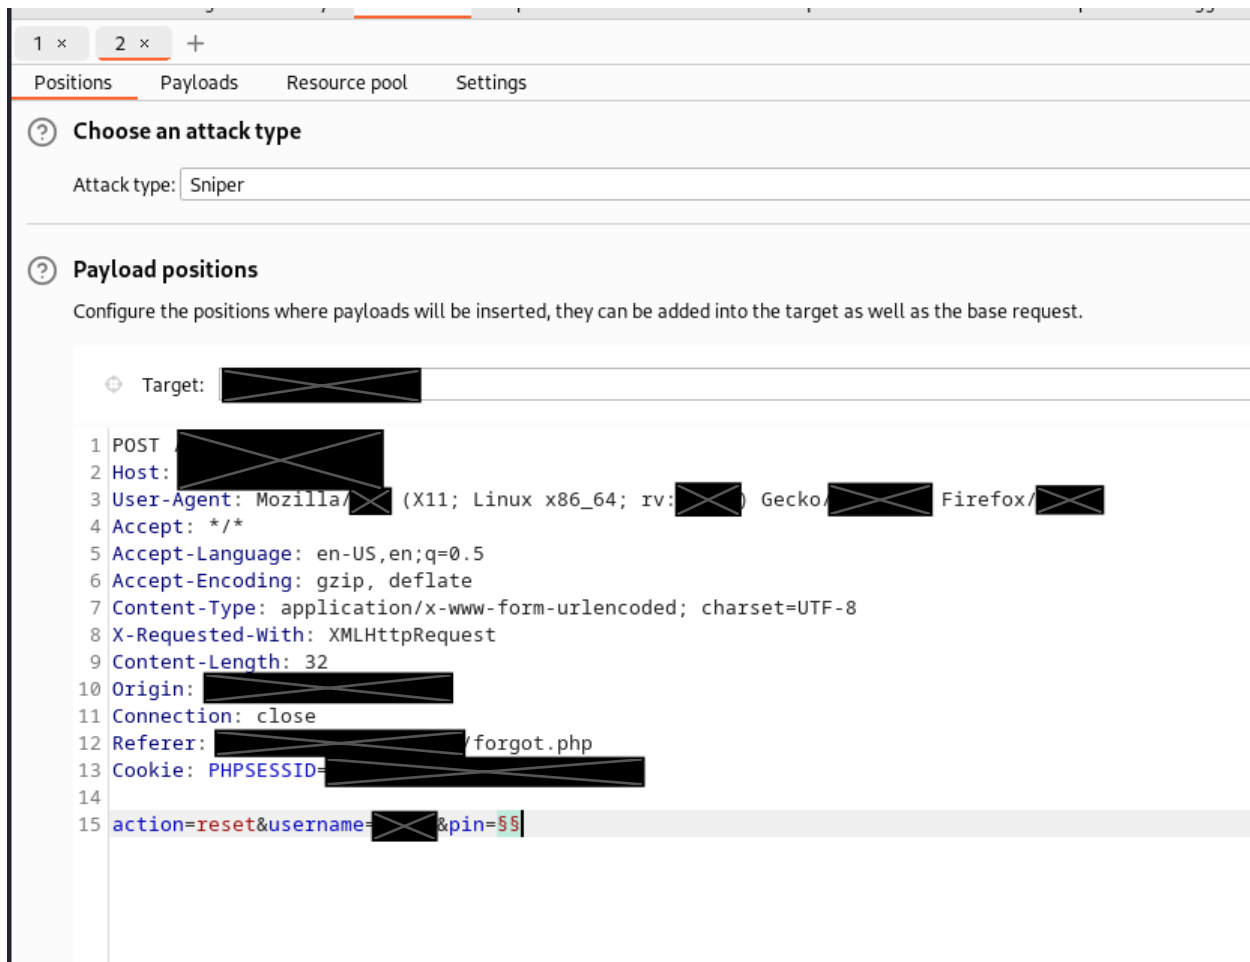 1 × 2 × +
Positions Payloads Resource pool Settings
? Choose an attack type
Attack type: Sniper
? Payload positions
Configure the positions where payloads will be inserted, they can be added into the target as well as the base request.
Target:
1 POST
2 Host:
3 User-Agent: Mozilla/ (X11; Linux x86_64; rv: ) Gecko/ Firefox/
4 Accept: */*
5 Accept-Language: en-US,en;q=0.5
6 Accept-Encoding: gzip, deflate
7 Content-Type: application/x-www-form-urlencoded; charset=UTF-8
8 X-Requested-With: XMLHttpRequest
9 Content-Length: 32
10 Origin:
11 Connection: close
12 Referer: /forgot.php
13 Cookie: PHPSESSID=
14
15 action=reset&username= &pin=§§